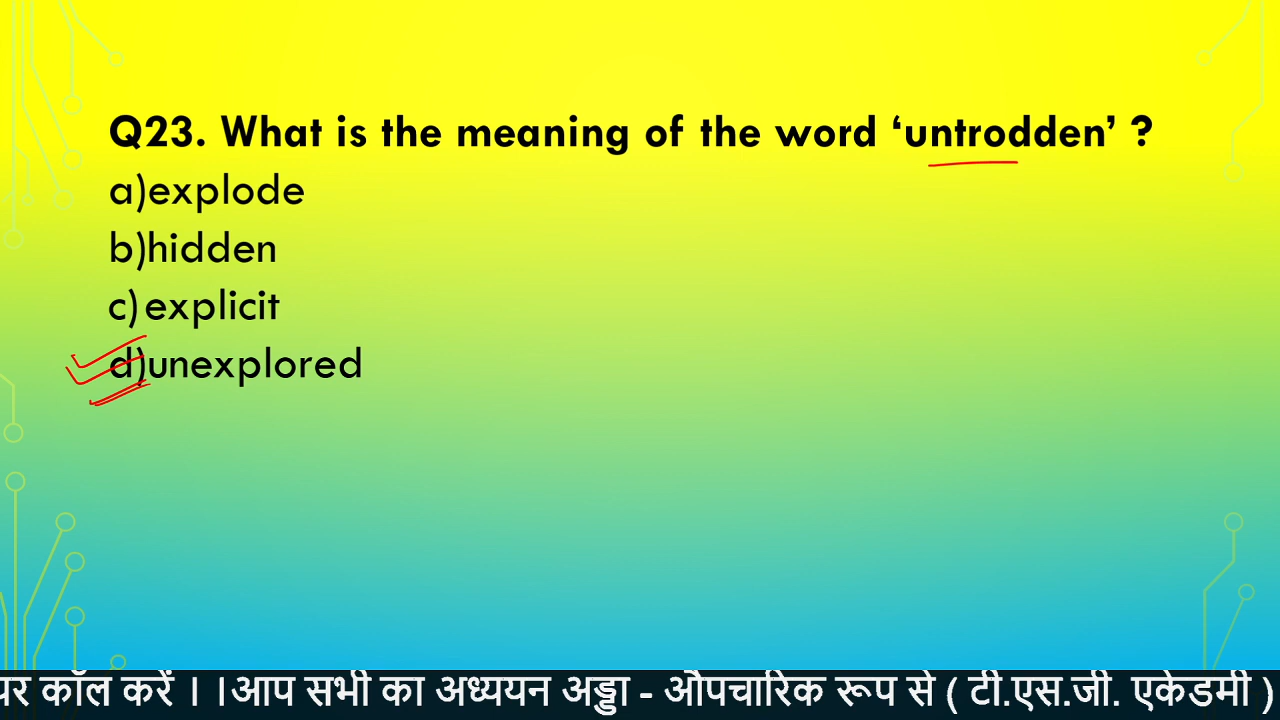 Q23. What is the meaning of the word ‘untrodden’ ?
a)explode
b)hidden
c) explicit
d)unexplored
पर कॉल करें । ।आप सभी का अध्ययन अड्डा - औपचारिक रूप से ( टी.एस.जी. एकेडमी )